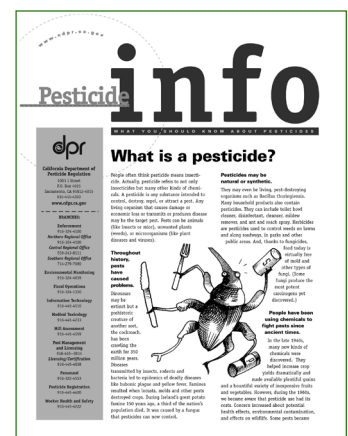 www.cdpr.ca.gov
Pesticide info
WHAT YOU SHOULD KNOW ABOUT PESTICIDES
dpr
California Department of
Pesticide Regulation
1001 I Street
P.O. Box 4015
Sacramento, CA 95812-4015
www.cdpr.ca.gov
BRANCHES:
Enforcement
Northern Regional Office
Central Regional Office
Southern Regional Office
Environmental Monitoring
Fiscal Operations
Information Technology
Medical Toxicology
Mill Assessment
Pest Management
and Licensing
Licensing/Certification
Personnel
Pesticide Registration
Worker Health and Safety
What is a pesticide?
People often think pesticide means insecti-
cide. Actually, pesticide refers to not only
insecticides but many other kinds of chemi-
cals. A pesticide is any substance intended to
control, destroy, repel, or attract a pest. Any
living organism that causes damage or
economic loss or transmits or produces disease
may be the target pest. Pests can be animals
(like insects or mice), unwanted plants
(weeds), or microorganisms (like plant
diseases and viruses).
Throughout
history,
pests
have
caused
problems.
Dinosaurs
may be
extinct but a
prehistoric
creature of
another sort,
the cockroach,
has been
crawling the
earth for 350
million years.
Diseases
transmitted by insects, rodents and
bacteria led to epidemics of deadly diseases
like bubonic plague and yellow fever. Famines
resulted when locusts, molds and other pests
destroyed crops. During Ireland's great potato
famine 150 years ago, a third of the nation's
population died. It was caused by a fungus
that pesticides can now control.
Pesticides may be
natural or synthetic.
They may even be living, pest-destroying
organisms such as Bacillus thuringiensis.
Many household products also contain
pesticides. They can include toilet bowl
cleaner, disinfectant, cleanser, mildew
remover, and ant and roach spray. Herbicides
are pesticides used to control weeds on lawns
and along roadways, in parks and other
public areas. And, thanks to fungicides,
food today is
virtually free
of mold and
other types of
fungi. (Some
fungi produce the
most potent
carcinogens yet
discovered.)
People have been
using chemicals to
fight pests since
ancient times.
In the late 1940s,
many new kinds of
chemicals were
discovered. They
helped increase crop
yields dramatically and
made available plentiful grains
and a bountiful variety of inexpensive fruits
and vegetables. However, during the 1960s,
we became aware that pesticide use had its
costs. Concern increased about potential
health effects, environmental contamination,
and effects on wildlife. Some pests became